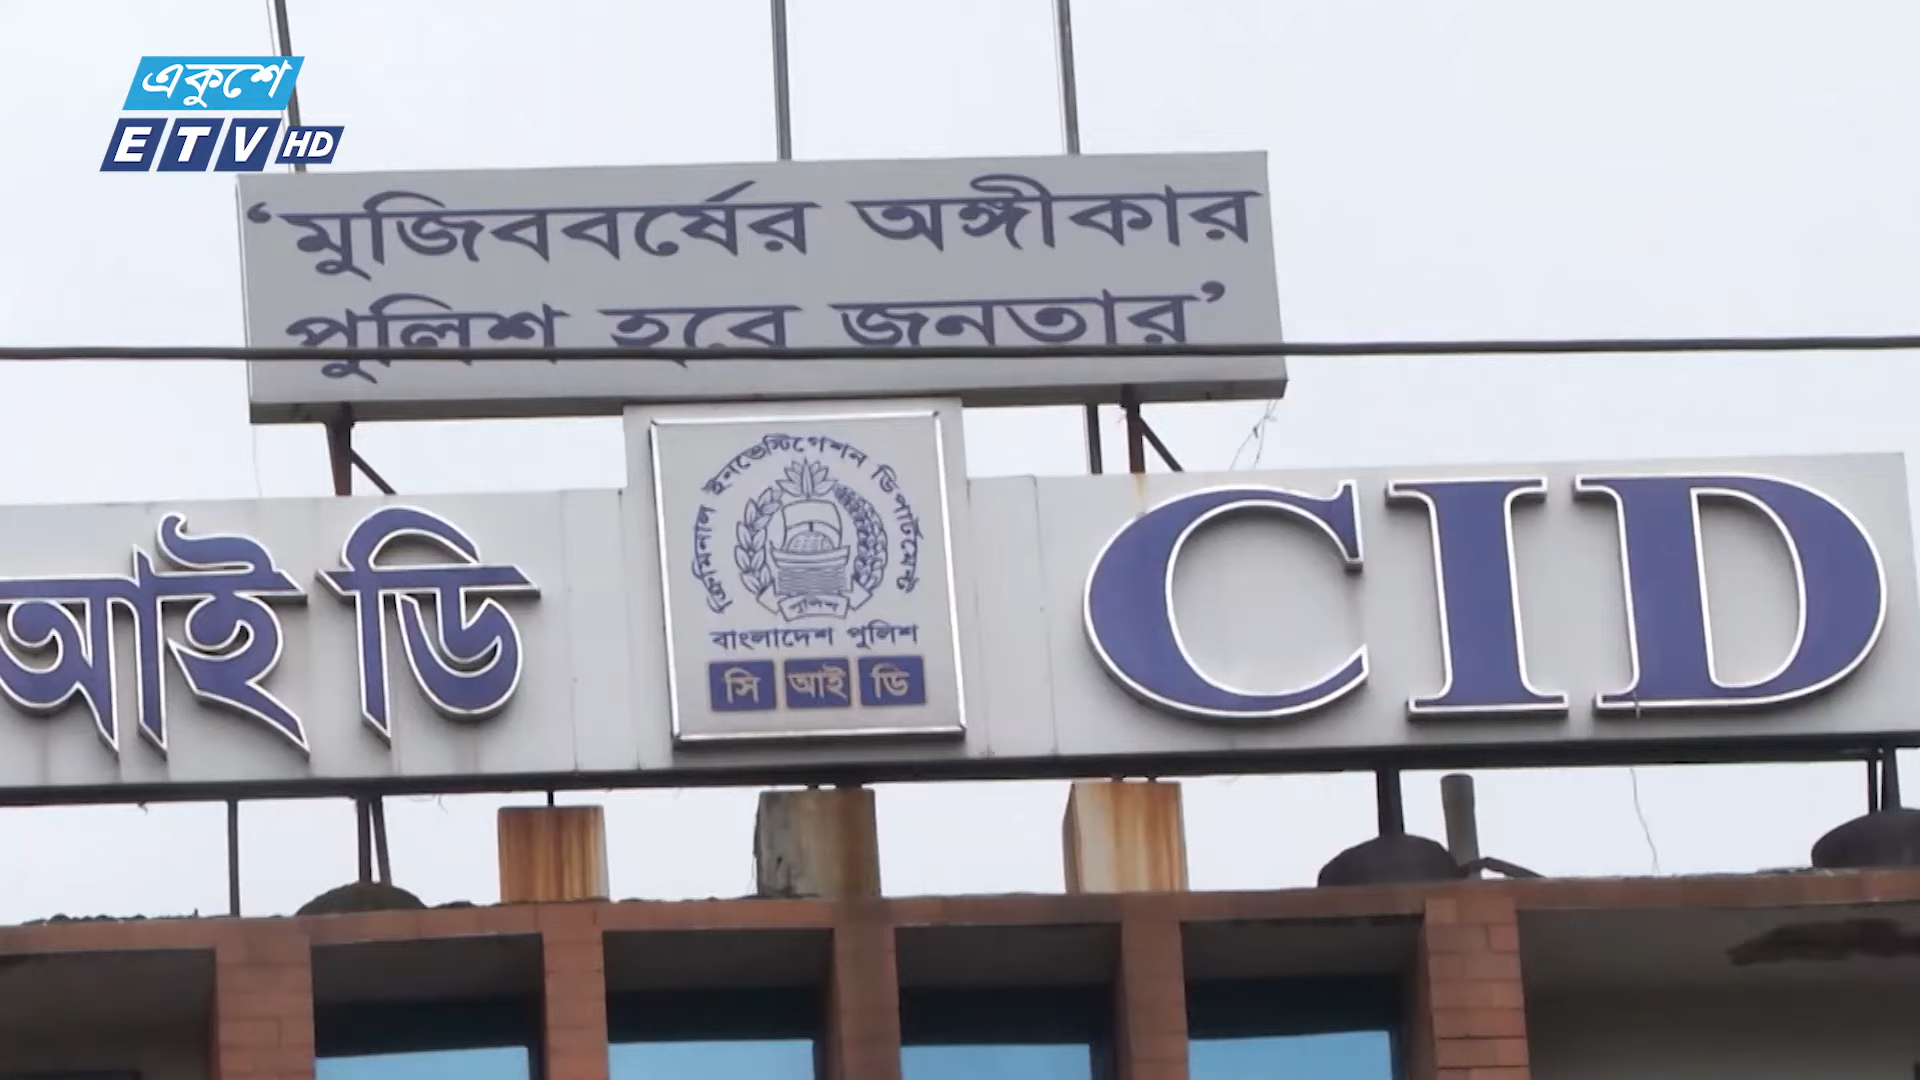 একুশে
ETV HD
‘মুজিববর্ষের অঙ্গীকার
পুলিশ হবে জনতার’
আই ডি
ক্রিমিনাল ইনভেস্টিগেশন ডিপার্টমেন্ট
পুলিশ
বাংলাদেশ পুলিশ
সি আই ডি
CID